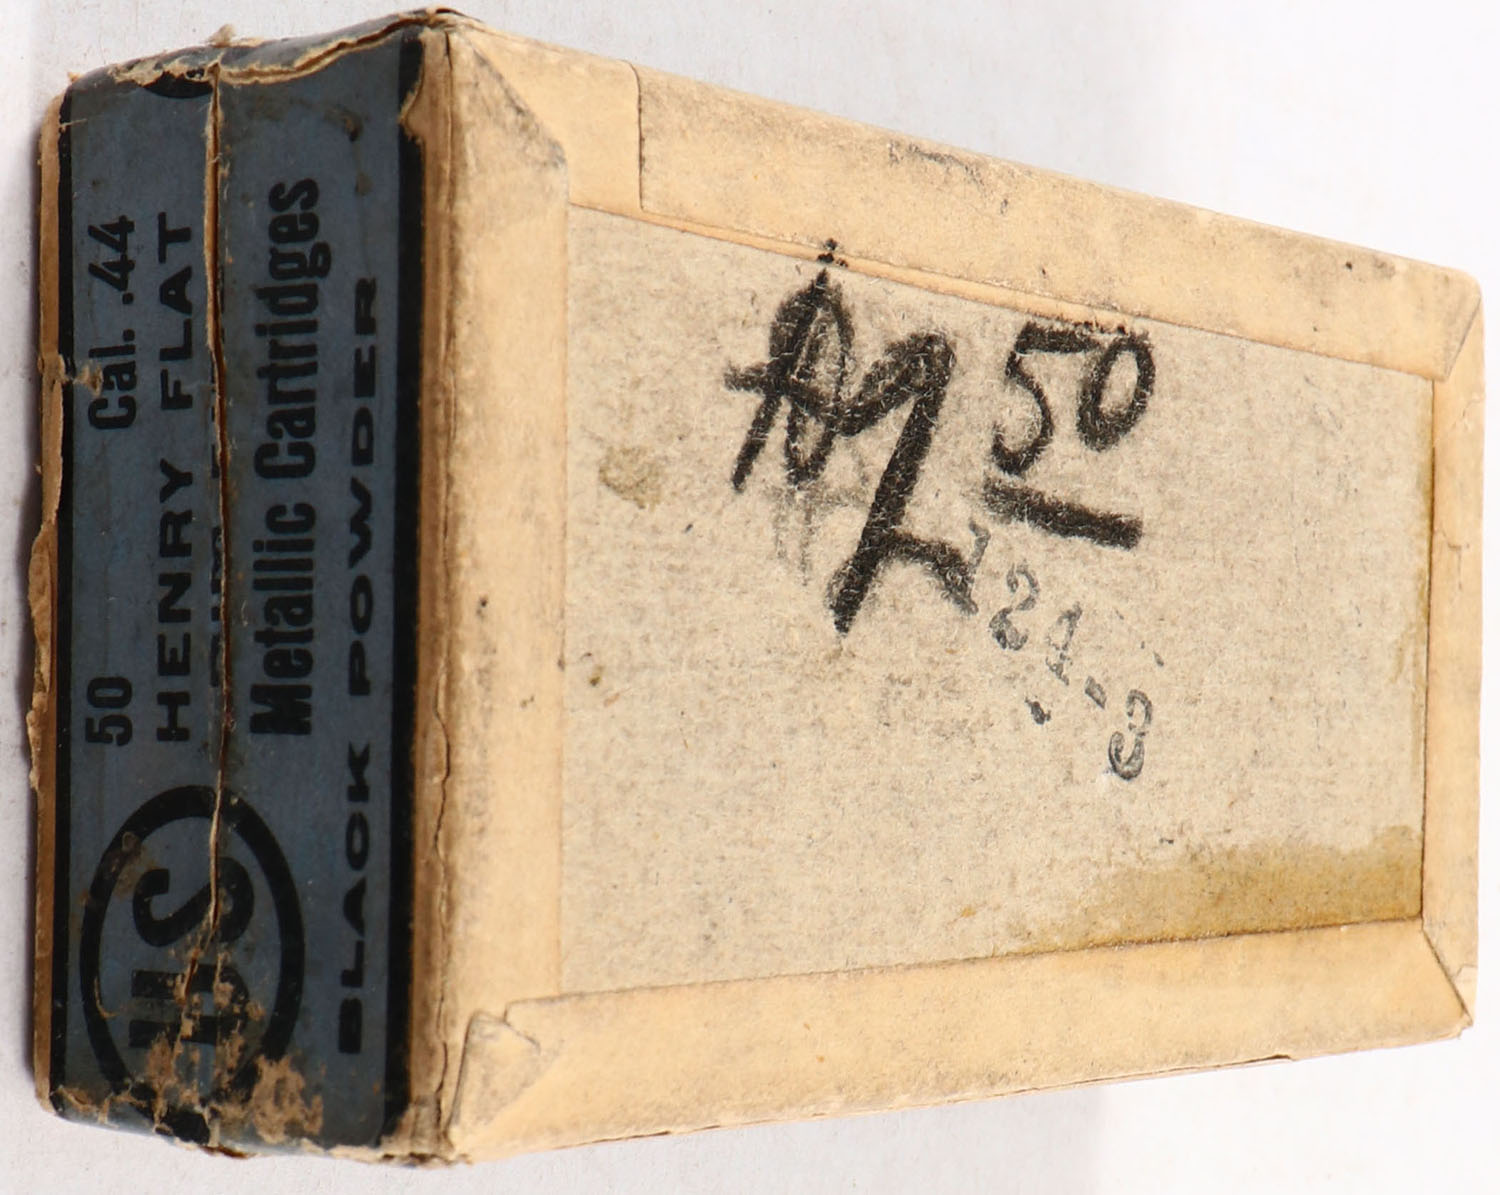 US
50 Cal. .44
HENRY FLAT
Metallic Cartridges
BLACK POWDER
50